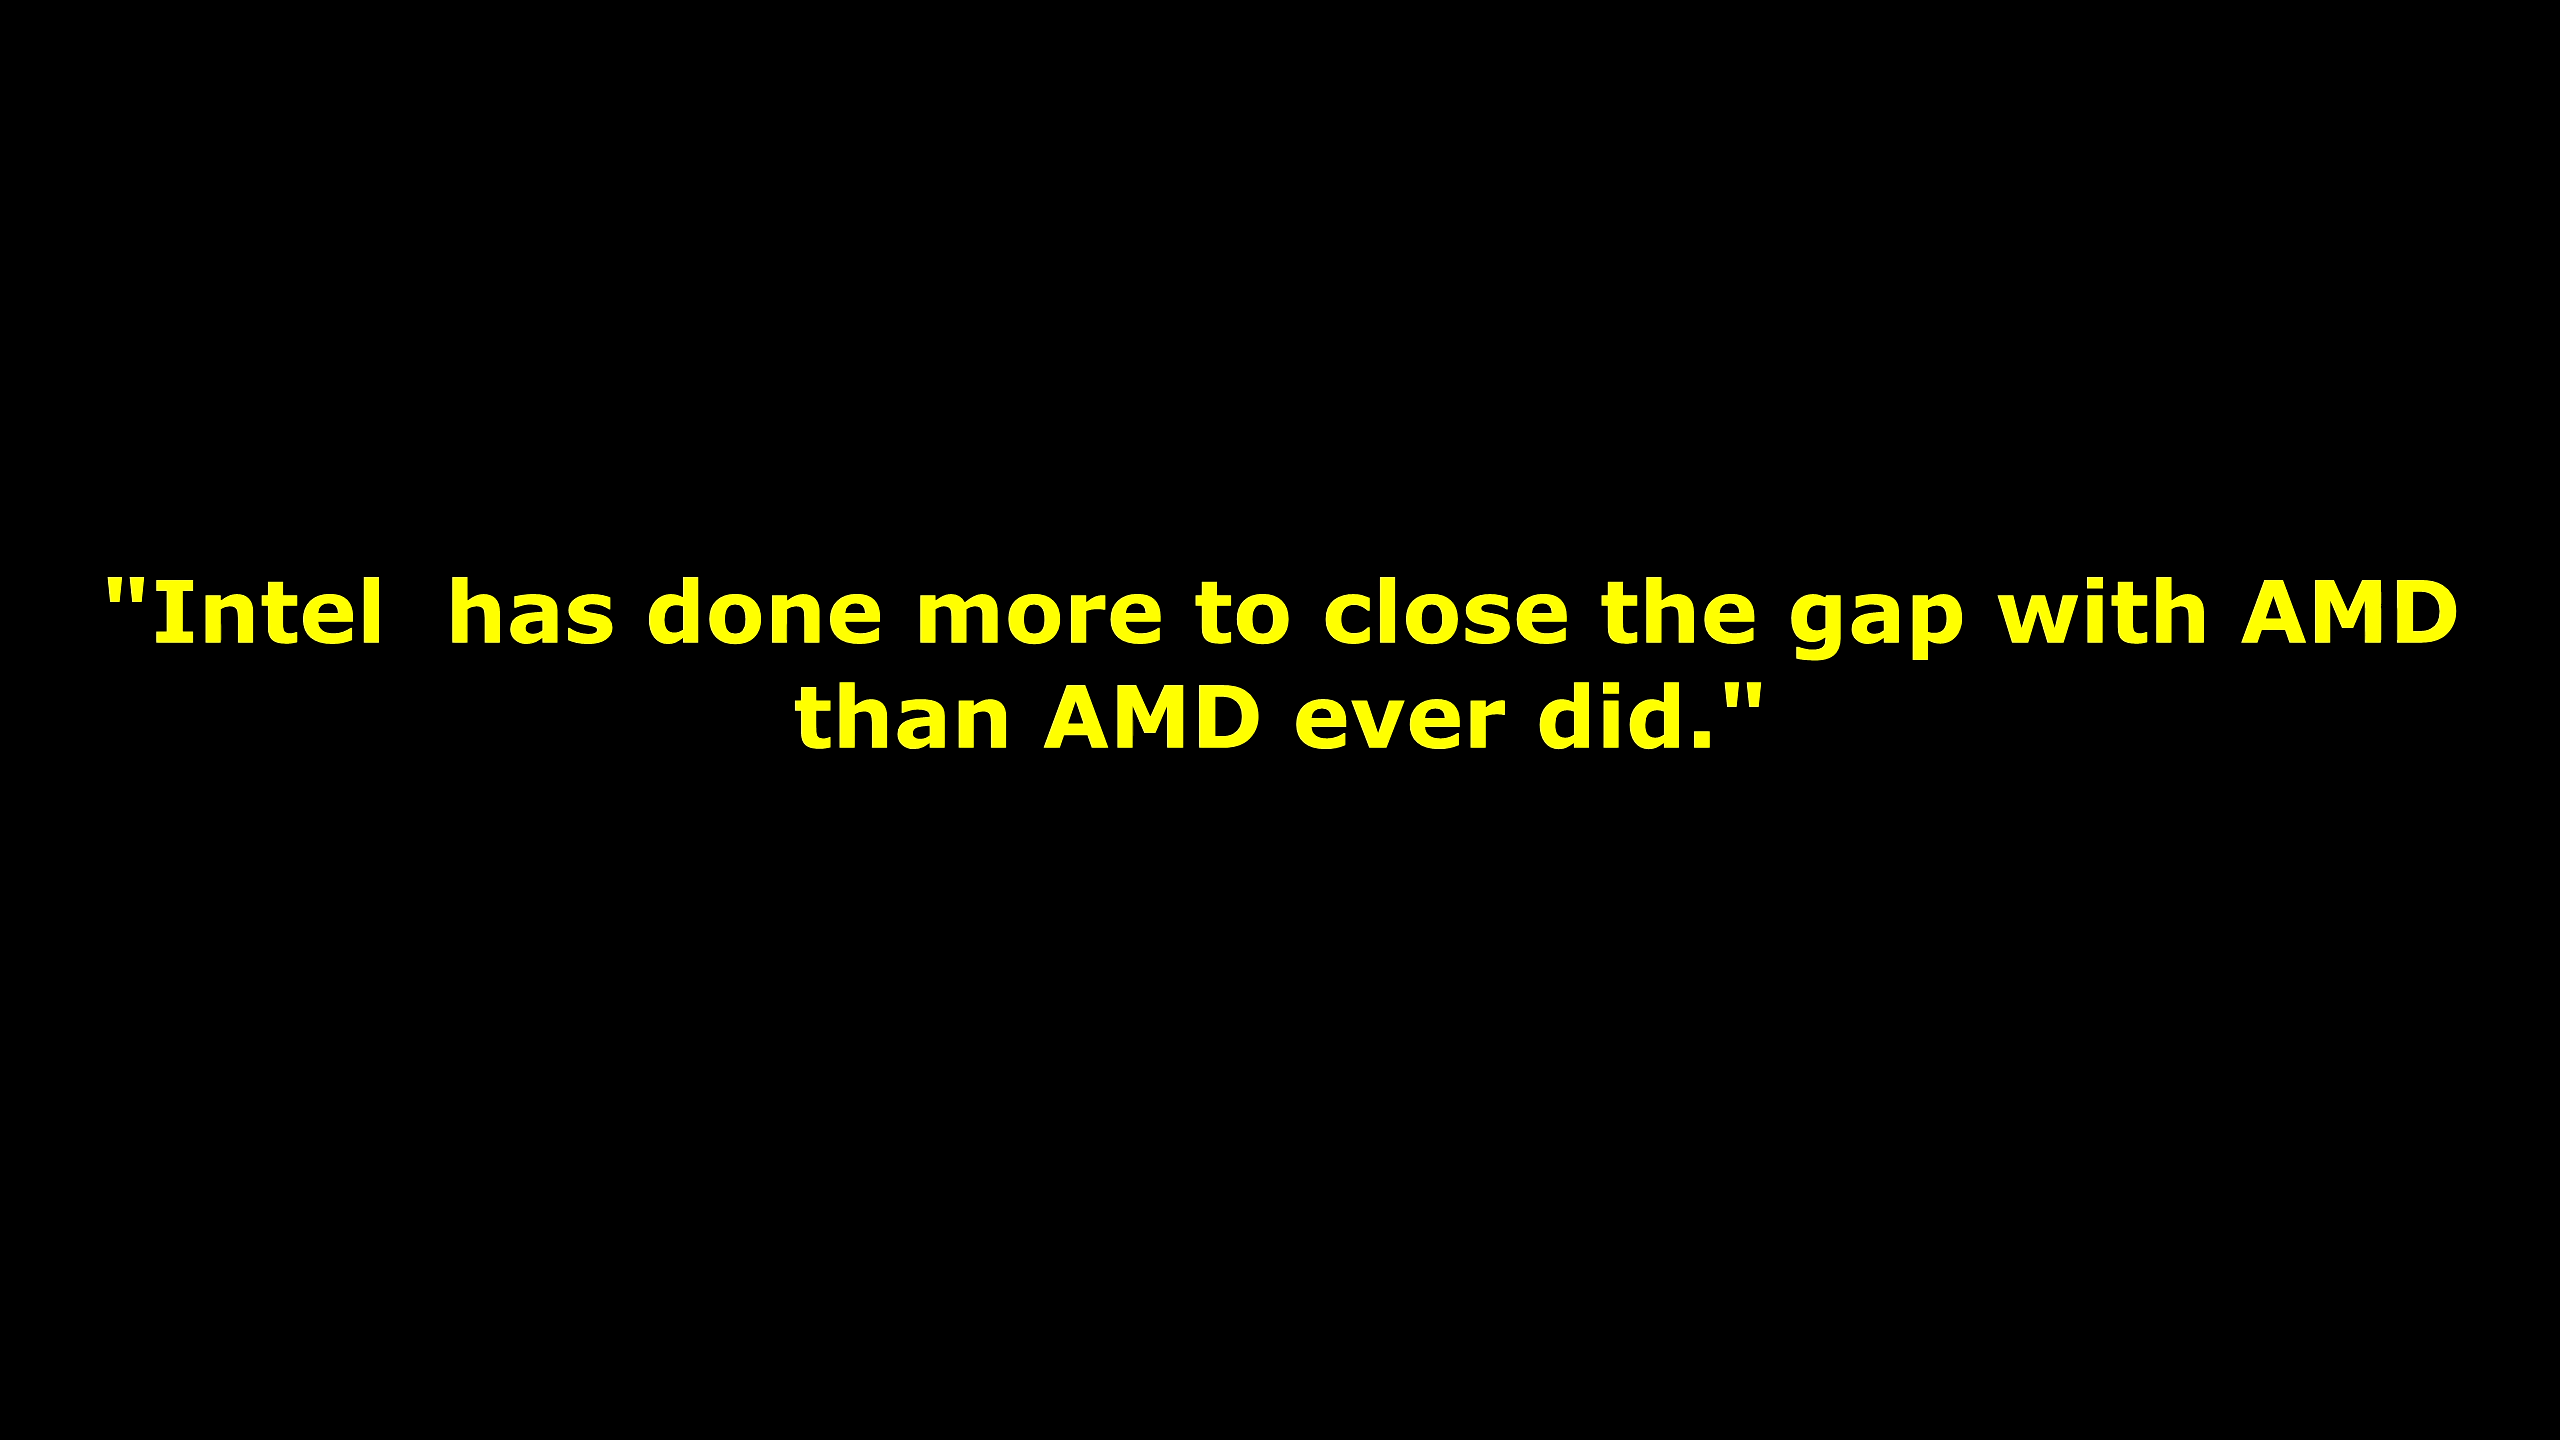 "Intel  has done more to close the gap with AMD
than AMD ever did."